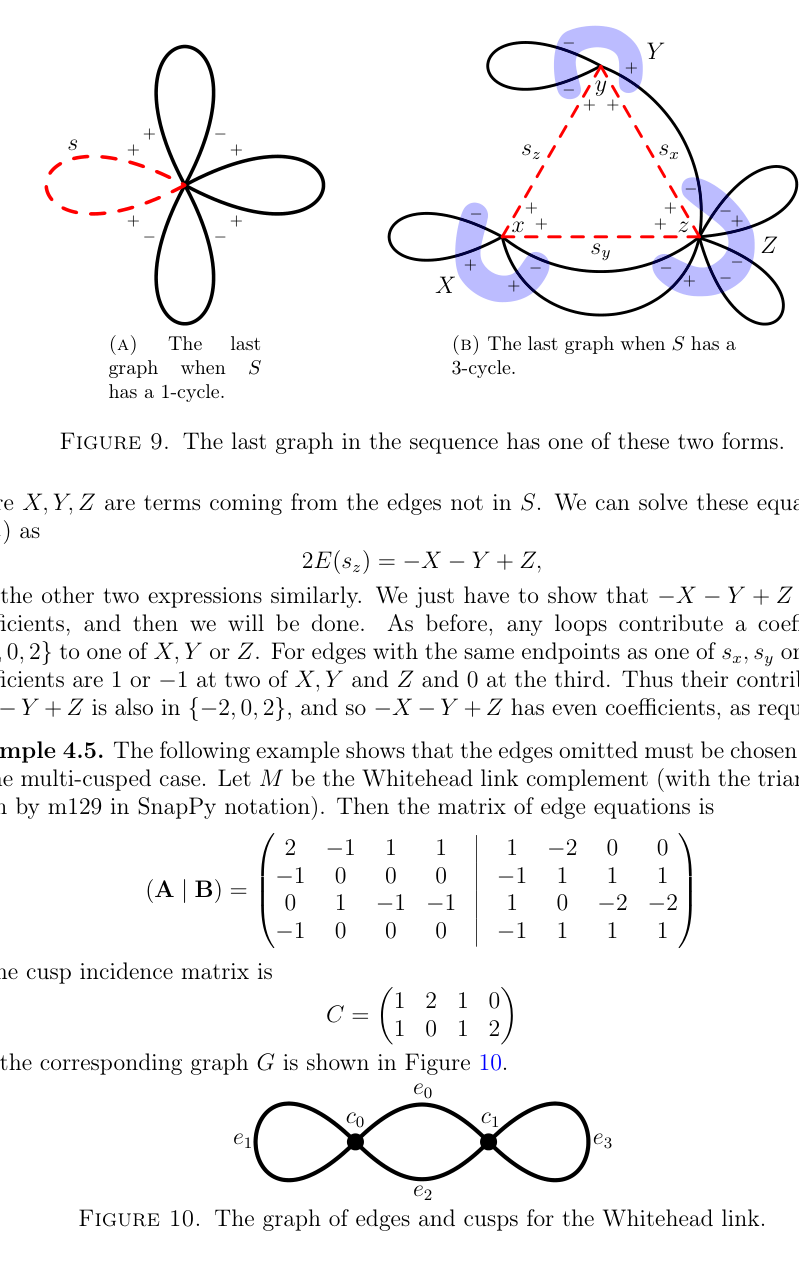 s
+ + − + + − − +
Y
− − + y + +
s_z s_x
− + x + + + − X
s_y
+ + z − − + − − − + Z
(A) The last
graph when S
has a 1-cycle.
(B) The last graph when S has a
3-cycle.
FIGURE 9. The last graph in the sequence has one of these two forms.
X, Y, Z are terms coming from the edges not in S. We can solve these
) as
2E(s_z) = −X − Y + Z,
the other two expressions similarly. We just have to show that −X − Y + Z
and then we will be done. As before, any loops contribute a
, 0, 2} to one of X, Y or Z. For edges with the same endpoints as one of s_x, s_y or
are 1 or −1 at two of X, Y and Z and 0 at the third. Thus their
− Y + Z is also in {−2, 0, 2}, and so −X − Y + Z has even coefficients, as
4.5. The following example shows that the edges omitted must be chosen
multi-cusped case. Let M be the Whitehead link complement (with the
by m129 in SnapPy notation). Then the matrix of edge equations is
(A | B) =
2 −1 1 1 | 1 −2 0 0
−1 0 0 0 | −1 1 1 1
0 1 −1 −1 | 1 0 −2 −2
−1 0 0 0 | −1 1 1 1
cusp incidence matrix is
C =
1 2 1 0
1 0 1 2
the corresponding graph G is shown in Figure 10.
e_0
c_0 c_1
e_1 e_3
e_2
FIGURE 10. The graph of edges and cusps for the Whitehead link.